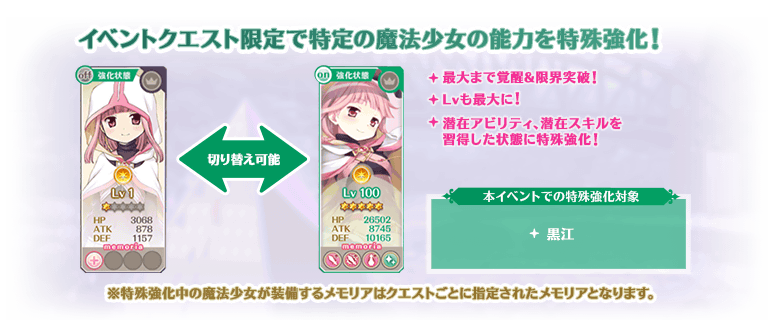 イベントクエスト限定で特定の魔法少女の能力を特殊強化！
off 強化状態
Lv 1
HP 3068
ATK 878
DEF 1157
memoria
切り替え可能
on 強化状態
Lv 100
HP 26502
ATK 8745
DEF 10165
memoria
最大まで覚醒&限界突破！
Lvも最大に！
潜在アビリティ、潜在スキルを
習得した状態に特殊強化！
本イベントでの特殊強化対象
黒江
※特殊強化中の魔法少女が装備するメモリアはクエストごとに指定されたメモリアとなります。